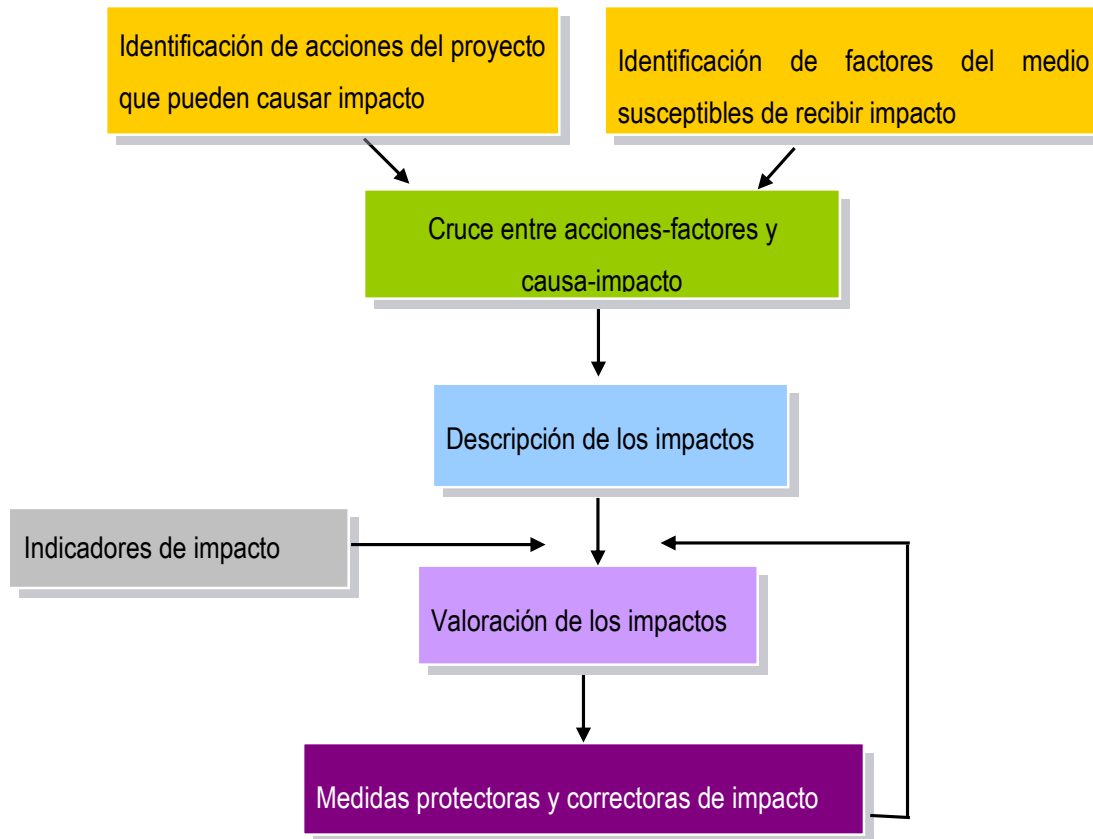 Identificación de acciones del proyecto
que pueden causar impacto
Identificación de factores del medio
susceptibles de recibir impacto
Cruce entre acciones-factores y
causa-impacto
Descripción de los impactos
Indicadores de impacto
Valoración de los impactos
Medidas protectoras y correctoras de impacto